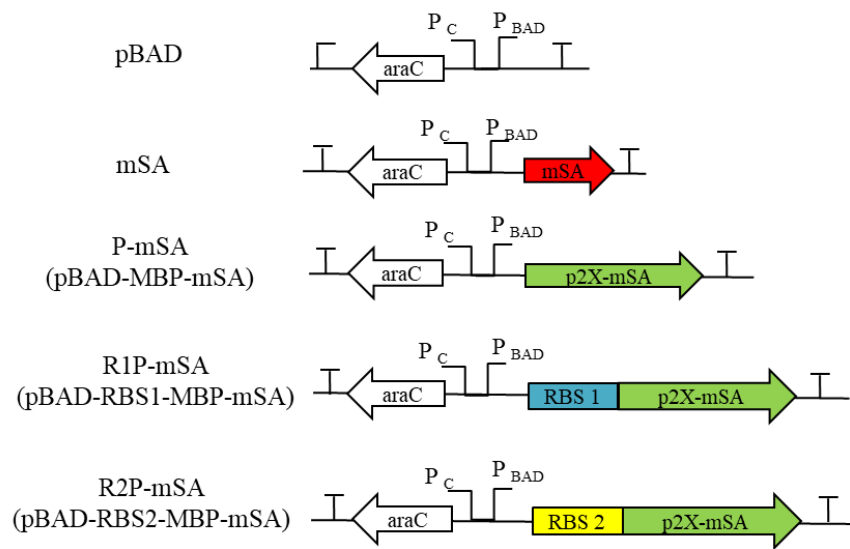 pBAD
P C
P BAD
araC
mSA
P C
P BAD
araC
mSA
P-mSA
(pBAD-MBP-mSA)
P C
P BAD
araC
p2X-mSA
R1P-mSA
(pBAD-RBS1-MBP-mSA)
P C
P BAD
araC
RBS 1
p2X-mSA
R2P-mSA
(pBAD-RBS2-MBP-mSA)
P C
P BAD
araC
RBS 2
p2X-mSA